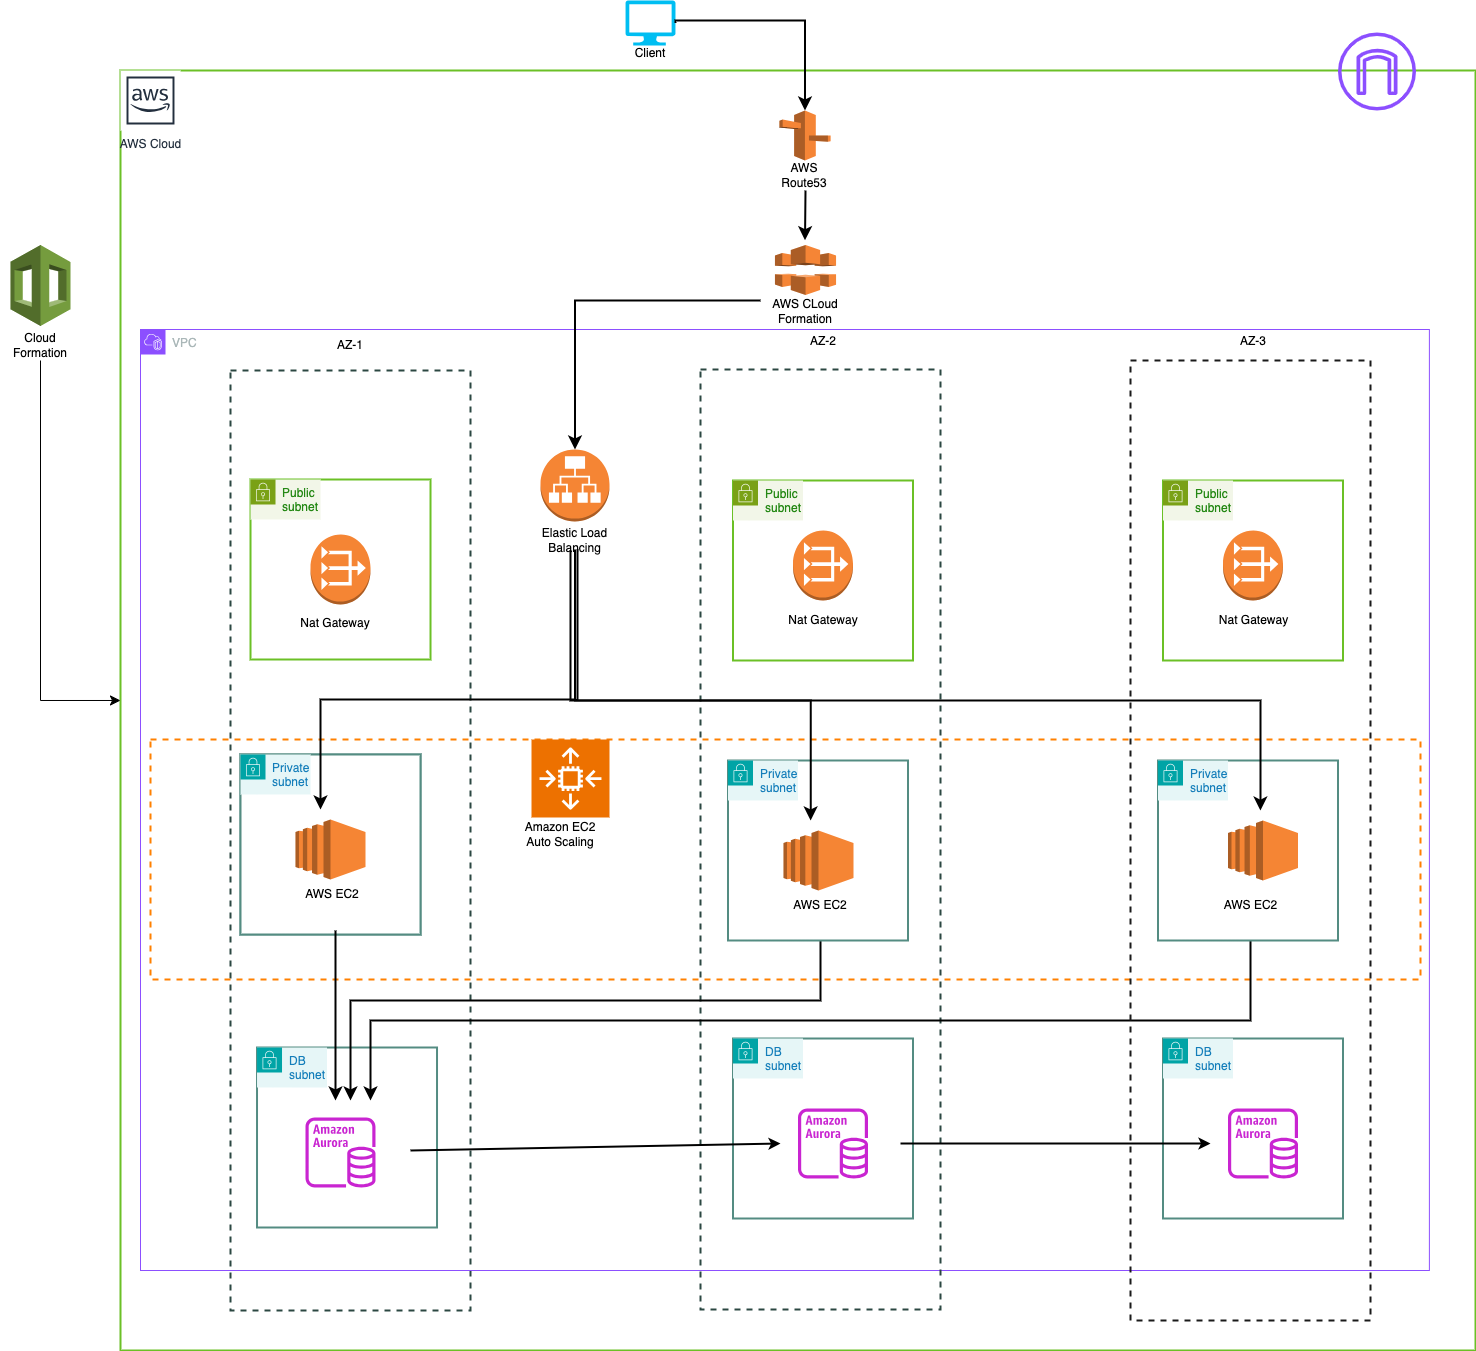 Client
aws
AWS Cloud
AWS
Route53
AWS CLoud
Formation
Cloud
Formation
VPC
AZ-1
AZ-2
AZ-3
Public
subnet
Nat Gateway
Elastic Load
Balancing
Public
subnet
Nat Gateway
Public
subnet
Nat Gateway
Private
subnet
AWS EC2
Amazon EC2
Auto Scaling
Private
subnet
AWS EC2
Private
subnet
AWS EC2
DB
subnet
Amazon
Aurora
DB
subnet
Amazon
Aurora
DB
subnet
Amazon
Aurora